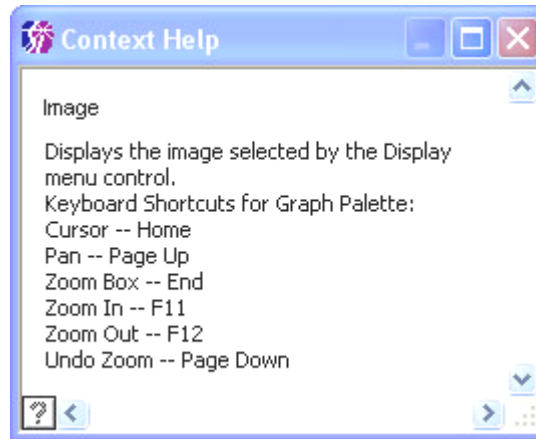 Context Help
Image
Displays the image selected by the Display
menu control.
Keyboard Shortcuts for Graph Palette:
Cursor -- Home
Pan -- Page Up
Zoom Box -- End
Zoom In -- F11
Zoom Out -- F12
Undo Zoom -- Page Down
?